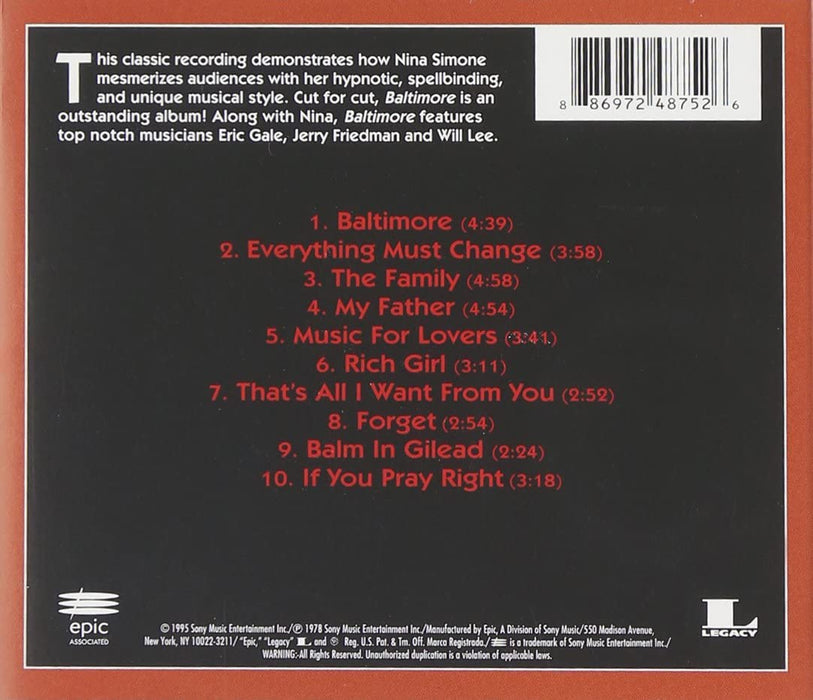 This classic recording demonstrates how Nina Simone
mesmerizes audiences with her hypnotic, spellbinding,
and unique musical style. Cut for cut, Baltimore is an
outstanding album! Along with Nina, Baltimore features
top notch musicians Eric Gale, Jerry Friedman and Will Lee.
8 86972 48752 6
1. Baltimore (4:39)
2. Everything Must Change (3:58)
3. The Family (4:58)
4. My Father (4:54)
5. Music For Lovers (3:41)
6. Rich Girl (3:11)
7. That's All I Want From You (2:52)
8. Forget (2:54)
9. Balm In Gilead (2:24)
10. If You Pray Right (3:18)
epic
ASSOCIATED
© 1995 Sony Music Entertainment Inc./℗ 1978 Sony Music Entertainment Inc./Manufactured by Epic, A Division of Sony Music/550 Madison Avenue,
New York, NY 10022-3211/ "Epic," "Legacy" L and ℗ Reg. U.S. Pat. & Tm. Off. Marca Registrada./ is a trademark of Sony Music Entertainment Inc./
WARNING: All Rights Reserved. Unauthorized duplication is a violation of applicable laws.
L
LEGACY